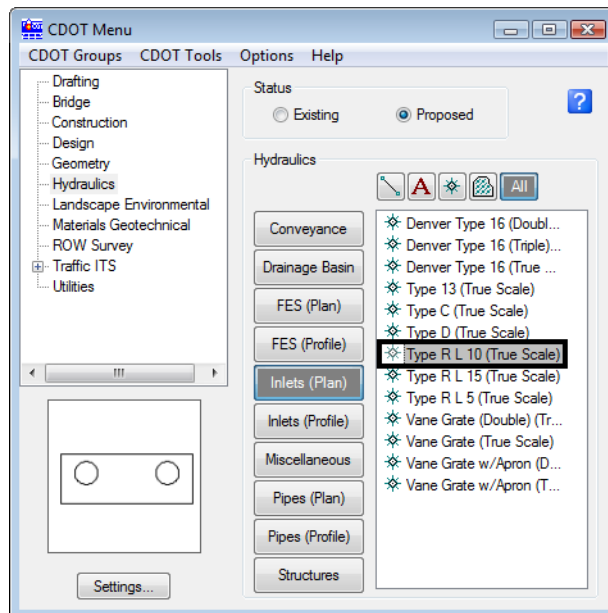 CDOT Menu
CDOT Groups CDOT Tools Options Help
Drafting
Bridge
Construction
Design
Geometry
Hydraulics
Landscape Environmental
Materials Geotechnical
ROW Survey
Traffic ITS
Utilities
Settings...
Status
Existing Proposed
?
Hydraulics
A All
Conveyance
Drainage Basin
FES (Plan)
FES (Profile)
Inlets (Plan)
Inlets (Profile)
Miscellaneous
Pipes (Plan)
Pipes (Profile)
Structures
Denver Type 16 (Doubl...
Denver Type 16 (Triple)...
Denver Type 16 (True ...
Type 13 (True Scale)
Type C (True Scale)
Type D (True Scale)
Type R L 10 (True Scale)
Type R L 15 (True Scale)
Type R L 5 (True Scale)
Vane Grate (Double) (Tr...
Vane Grate (True Scale)
Vane Grate w/Apron (D...
Vane Grate w/Apron (T...